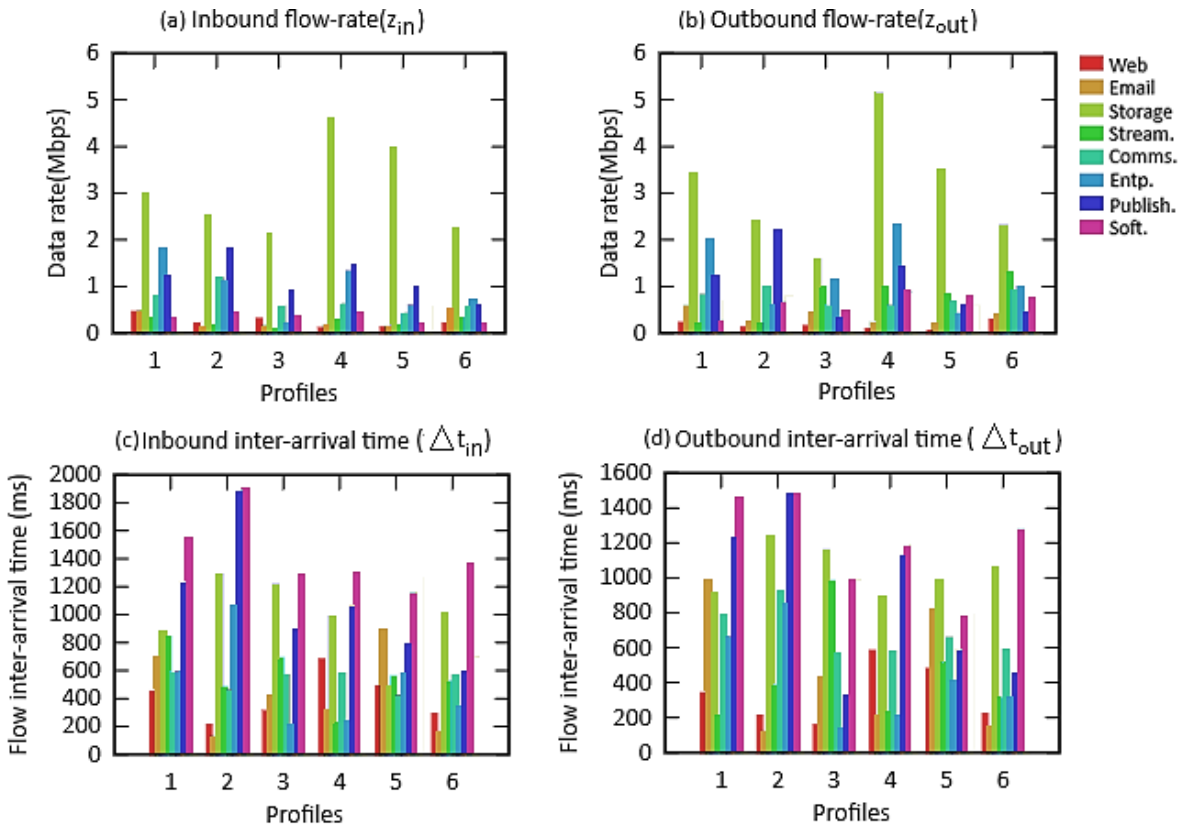 (a) Inbound flow-rate(zin)
6
5
4
3
2
1
0
Data rate(Mbps)
1 2 3 4 5 6
Profiles
(b) Outbound flow-rate(zout)
6
5
4
3
2
1
0
Data rate(Mbps)
1 2 3 4 5 6
Profiles
Web
Email
Storage
Stream.
Comms.
Entp.
Publish.
Soft.
(c) Inbound inter-arrival time ( △tin)
2000
1800
1600
1400
1200
1000
800
600
400
200
0
Flow inter-arrival time (ms)
1 2 3 4 5 6
Profiles
(d) Outbound inter-arrival time ( △tout)
1600
1400
1200
1000
800
600
400
200
0
Flow inter-arrival time (ms)
1 2 3 4 5 6
Profiles